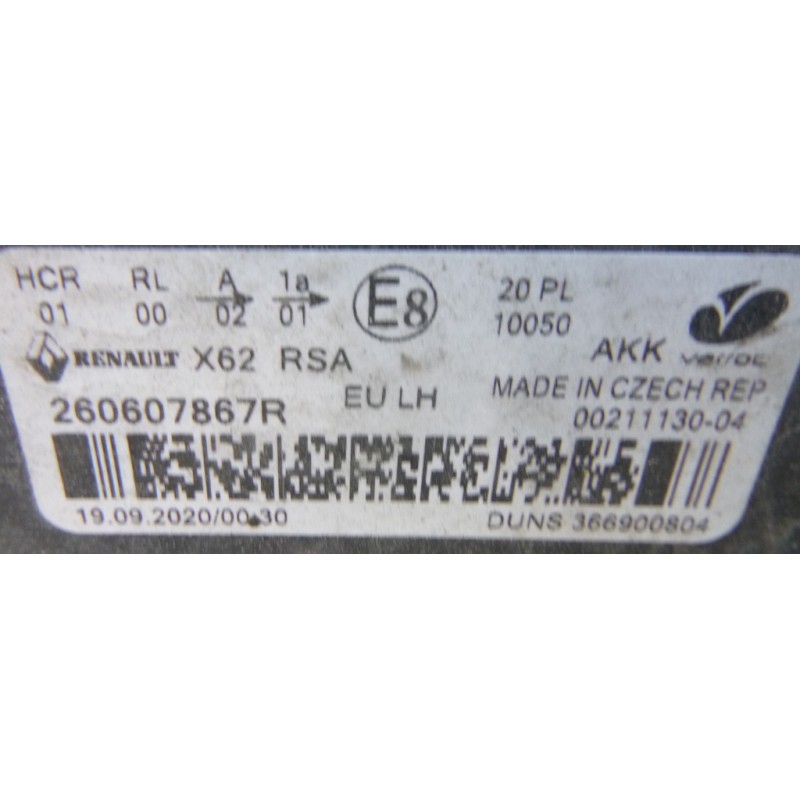 HCR RL A 1a E8 20 PL
01 00 02 01 10050
AKK varroc
RENAULT X62 RSA
EU LH MADE IN CZECH REP.
260607867R 00211130-04
19.09.2020/00:30 DUNS 366900804